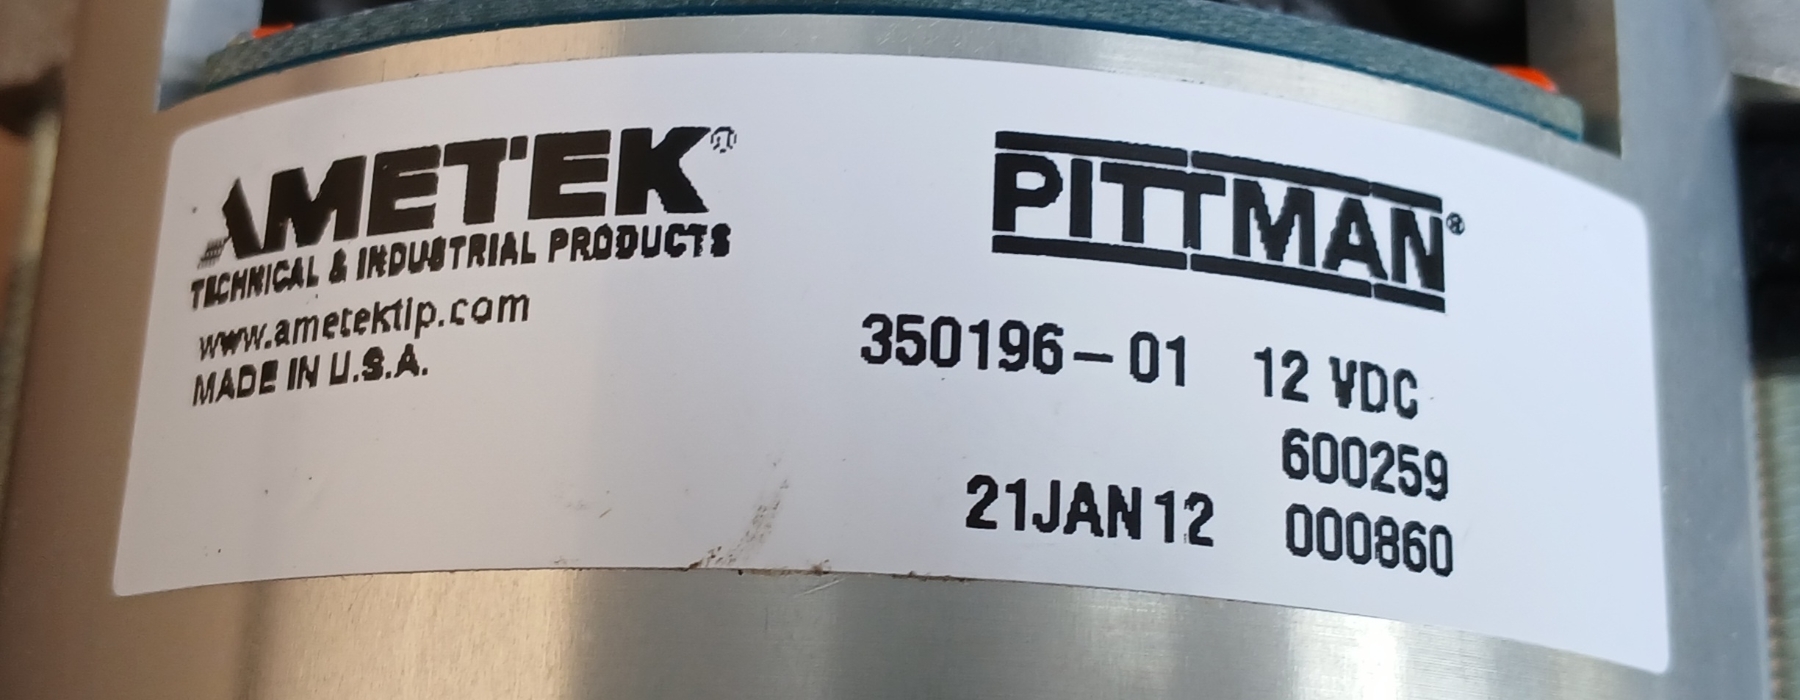 AMETEK®
TECHNICAL & INDUSTRIAL PRODUCTS
www.ametektip.com
MADE IN U.S.A.
PITTMAN®
350196-01 12 VDC
600259
21JAN12 000860